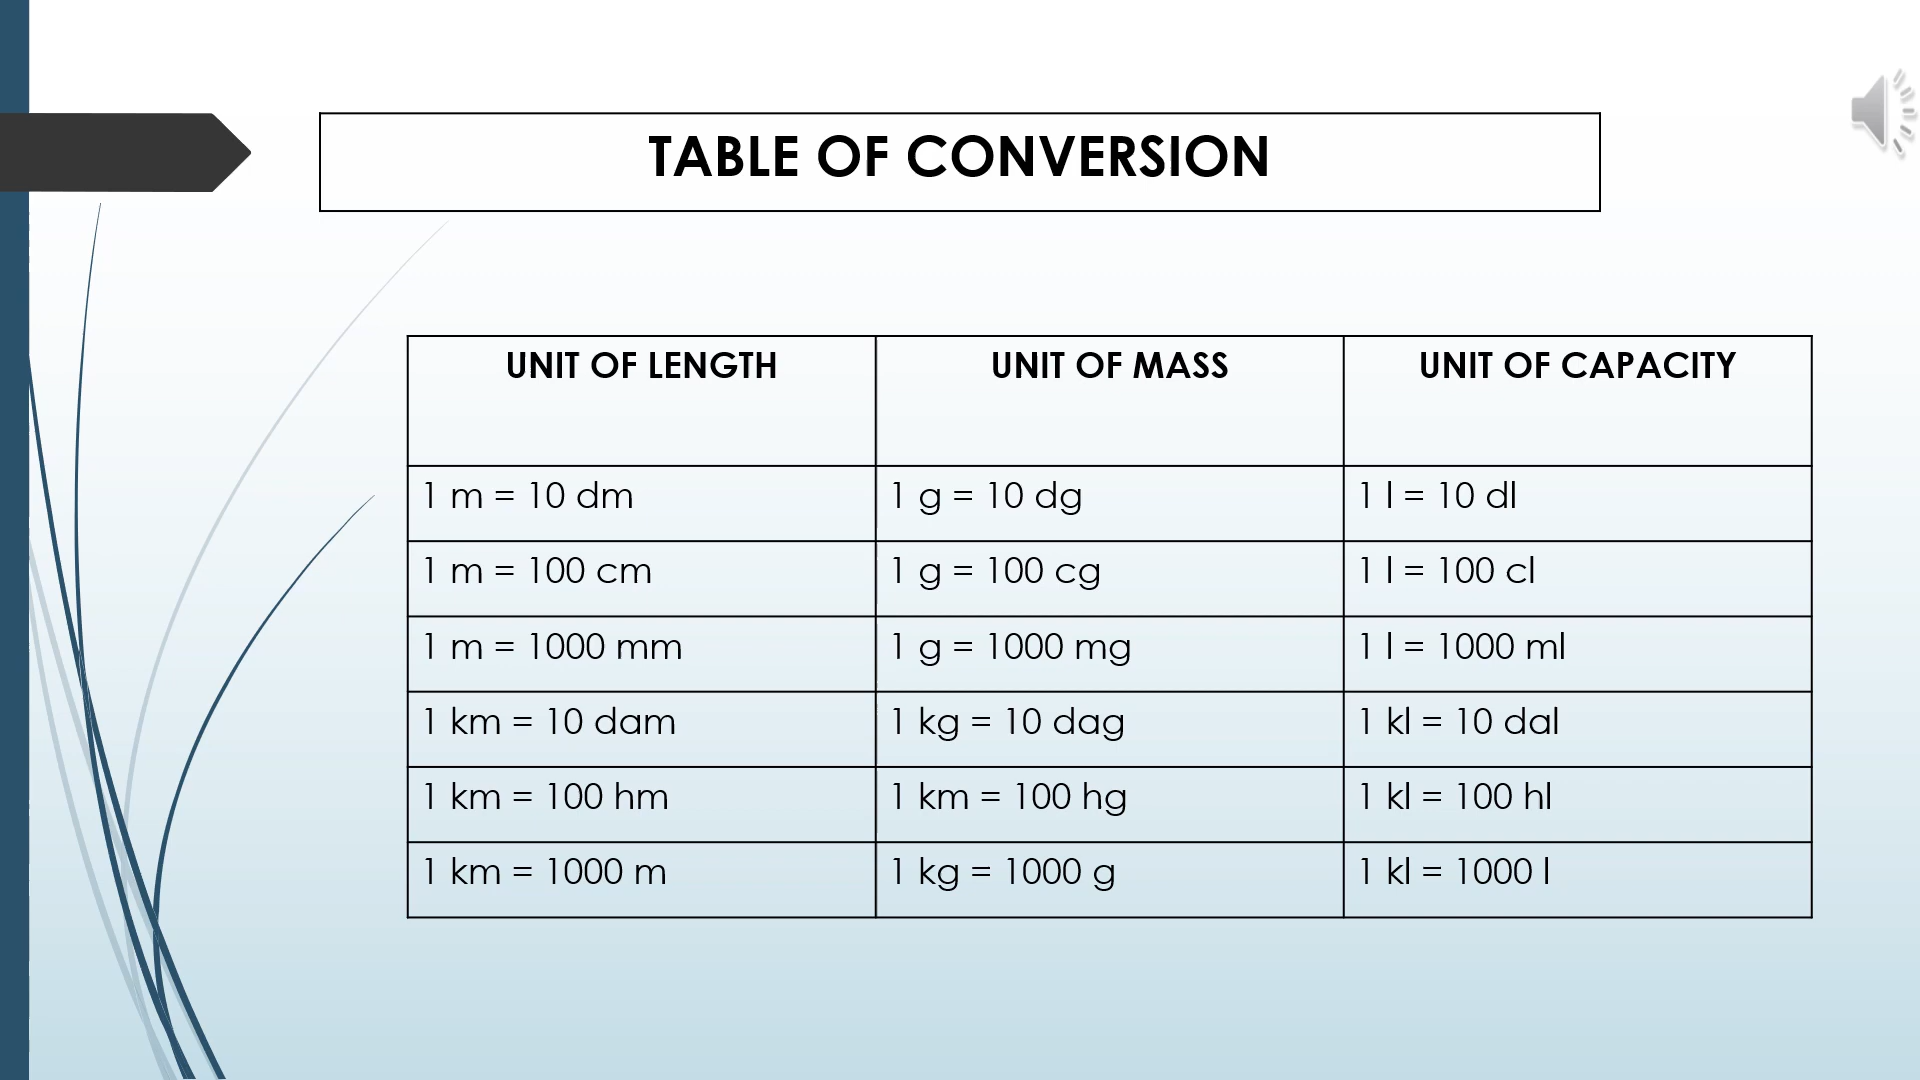 TABLE OF CONVERSION
UNIT OF LENGTH UNIT OF MASS UNIT OF CAPACITY
1 m = 10 dm 1 g = 10 dg 1 l = 10 dl
1 m = 100 cm 1 g = 100 cg 1 l = 100 cl
1 m = 1000 mm 1 g = 1000 mg 1 l = 1000 ml
1 km = 10 dam 1 kg = 10 dag 1 kl = 10 dal
1 km = 100 hm 1 km = 100 hg 1 kl = 100 hl
1 km = 1000 m 1 kg = 1000 g 1 kl = 1000 l